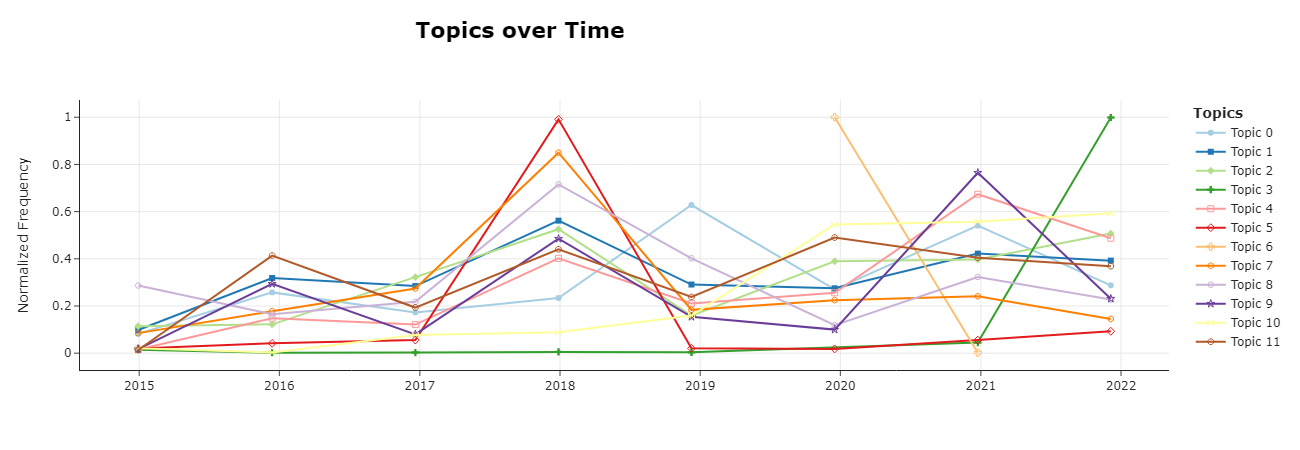 Topics over Time
Normalized Frequency
1
0.8
0.6
0.4
0.2
0
2015 2016 2017 2018 2019 2020 2021 2022
Topics
Topic 0
Topic 1
Topic 2
Topic 3
Topic 4
Topic 5
Topic 6
Topic 7
Topic 8
Topic 9
Topic 10
Topic 11